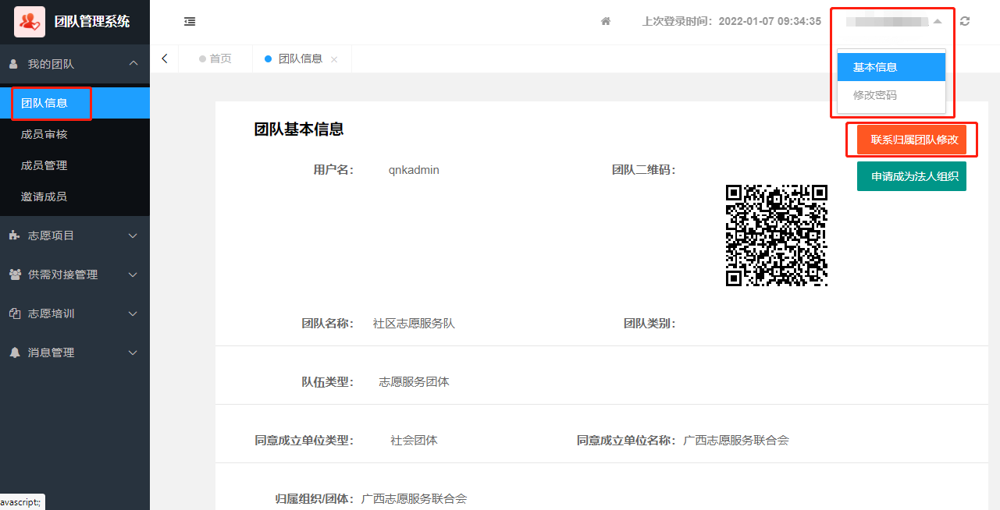 团队管理系统
上次登录时间：2022-01-07 09:34:35
我的团队
首页
团队信息
基本信息
修改密码
团队信息
成员审核
成员管理
邀请成员
志愿项目
供需对接管理
志愿培训
消息管理
团队基本信息
联系归属团队修改
用户名： qnkadmin 团队二维码：
申请成为法人组织
团队名称： 社区志愿服务队 团队类别：
队伍类型： 志愿服务团体
同意成立单位类型： 社会团体 同意成立单位名称： 广西志愿服务联合会
归属组织/团体： 广西志愿服务联合会
avascript:;